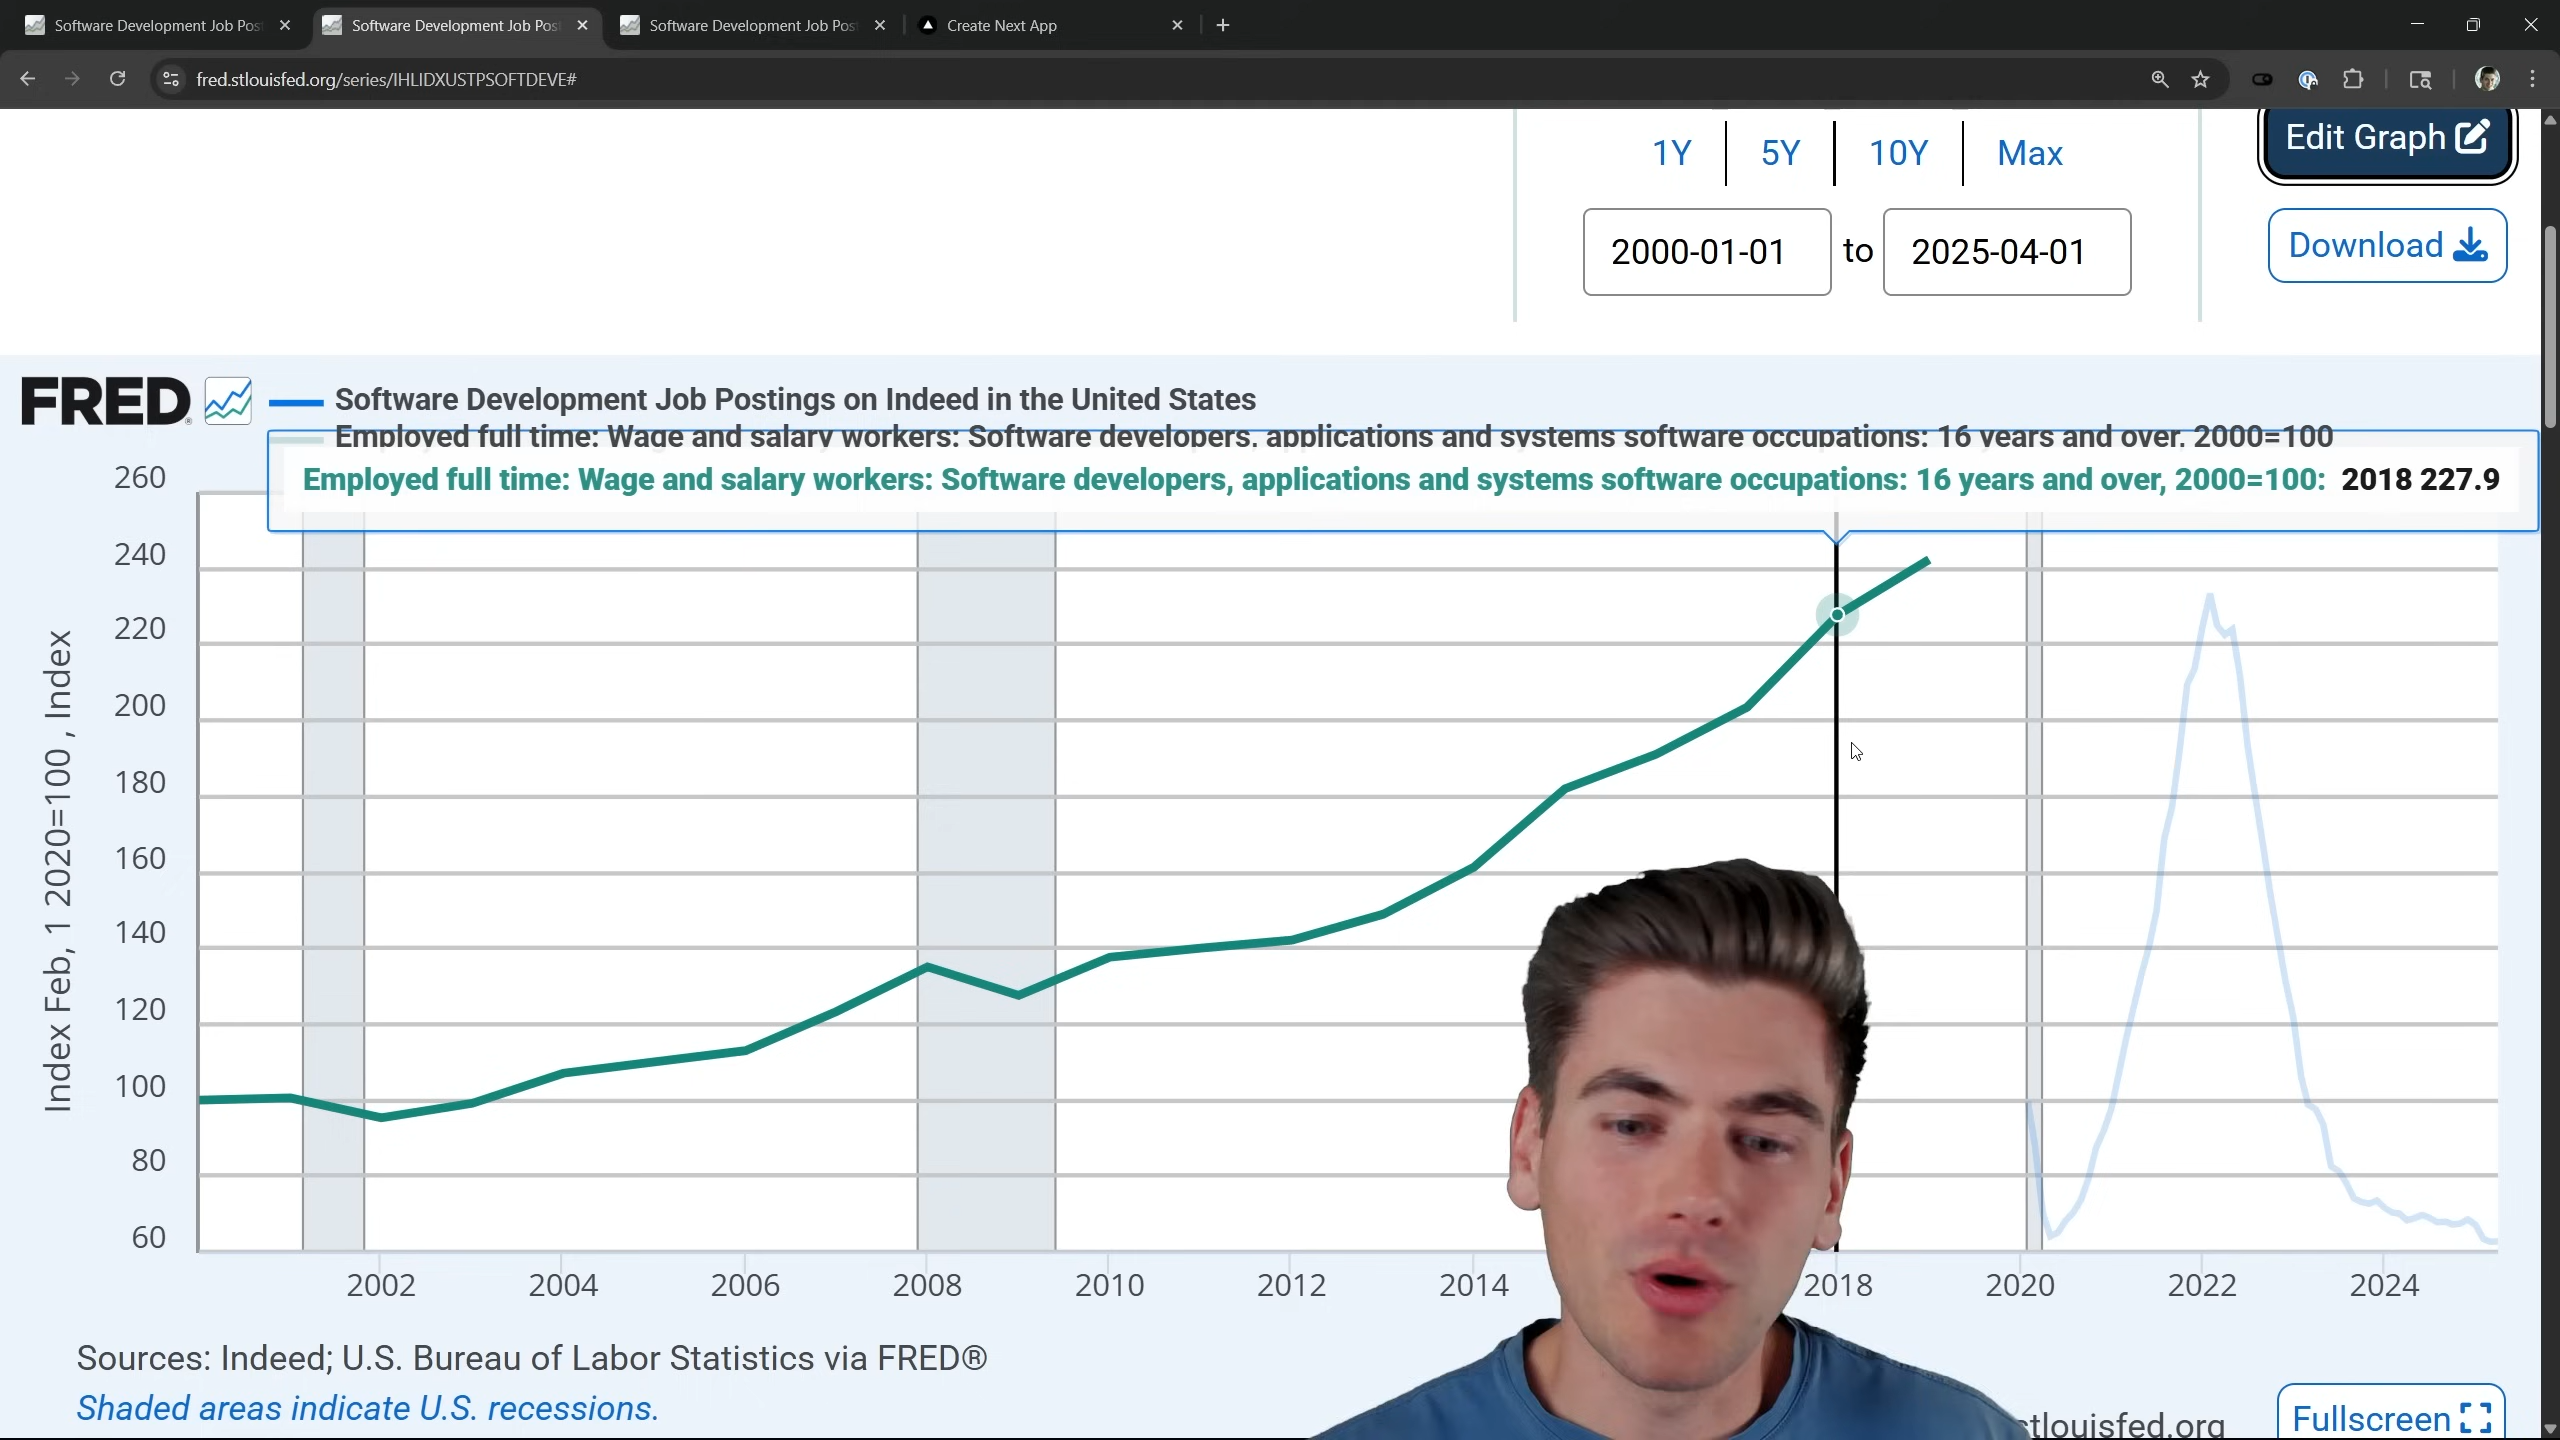 Software Development Job Pos
Software Development Job Pos
Software Development Job Pos
Create Next App
fred.stlouisfed.org/series/IHLIDXUSTPSOFTDEVE#
1Y
5Y
10Y
Max
Edit Graph
2000-01-01 to 2025-04-01
Download
FRED
Software Development Job Postings on Indeed in the United States
Employed full time: Wage and salary workers: Software developers, applications and systems software occupations: 16 years and over, 2000=100
Employed full time: Wage and salary workers: Software developers, applications and systems software occupations: 16 years and over, 2000=100: 2018 227.9
Index Feb, 1 2020=100 , Index
260
240
220
200
180
160
140
120
100
80
60
2002 2004 2006 2008 2010 2012 2014 2018 2020 2022 2024
Sources: Indeed; U.S. Bureau of Labor Statistics via FRED®
Shaded areas indicate U.S. recessions.
stlouisfed.org
Fullscreen